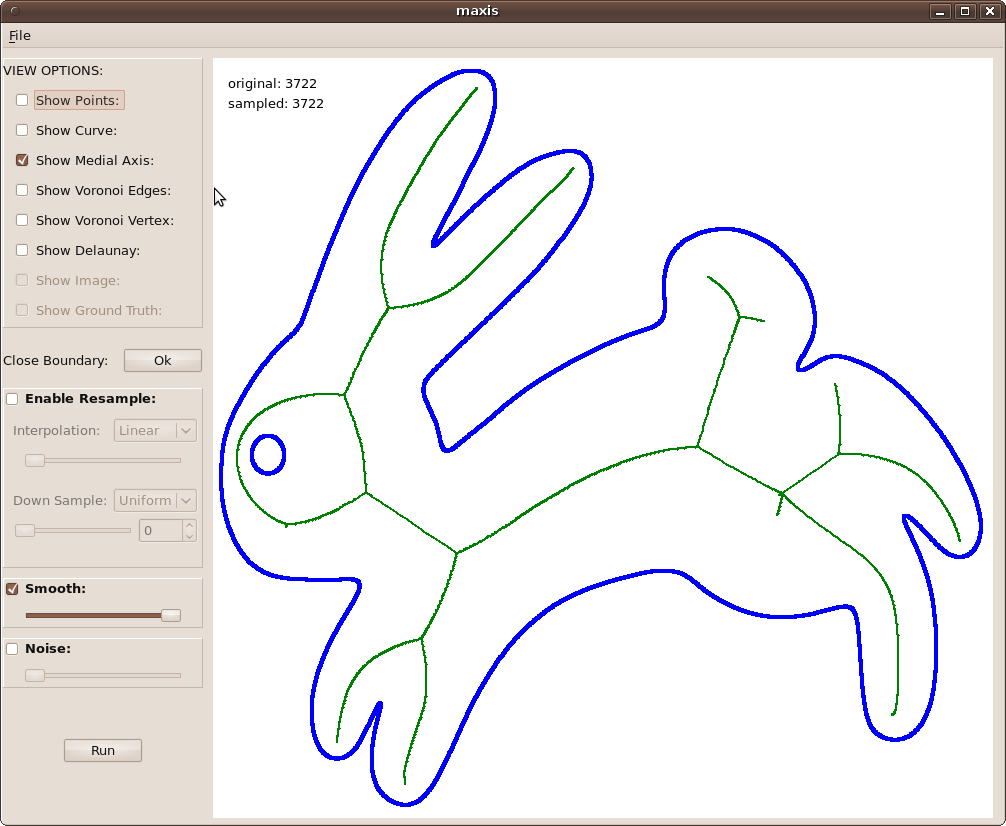 maxis
File
VIEW OPTIONS:
Show Points:
Show Curve:
Show Medial Axis:
Show Voronoi Edges:
Show Voronoi Vertex:
Show Delaunay:
Show Image:
Show Ground Truth:
Close Boundary: Ok
Enable Resample:
Interpolation: Linear
Down Sample: Uniform
0
Smooth:
Noise:
Run
original: 3722
sampled: 3722